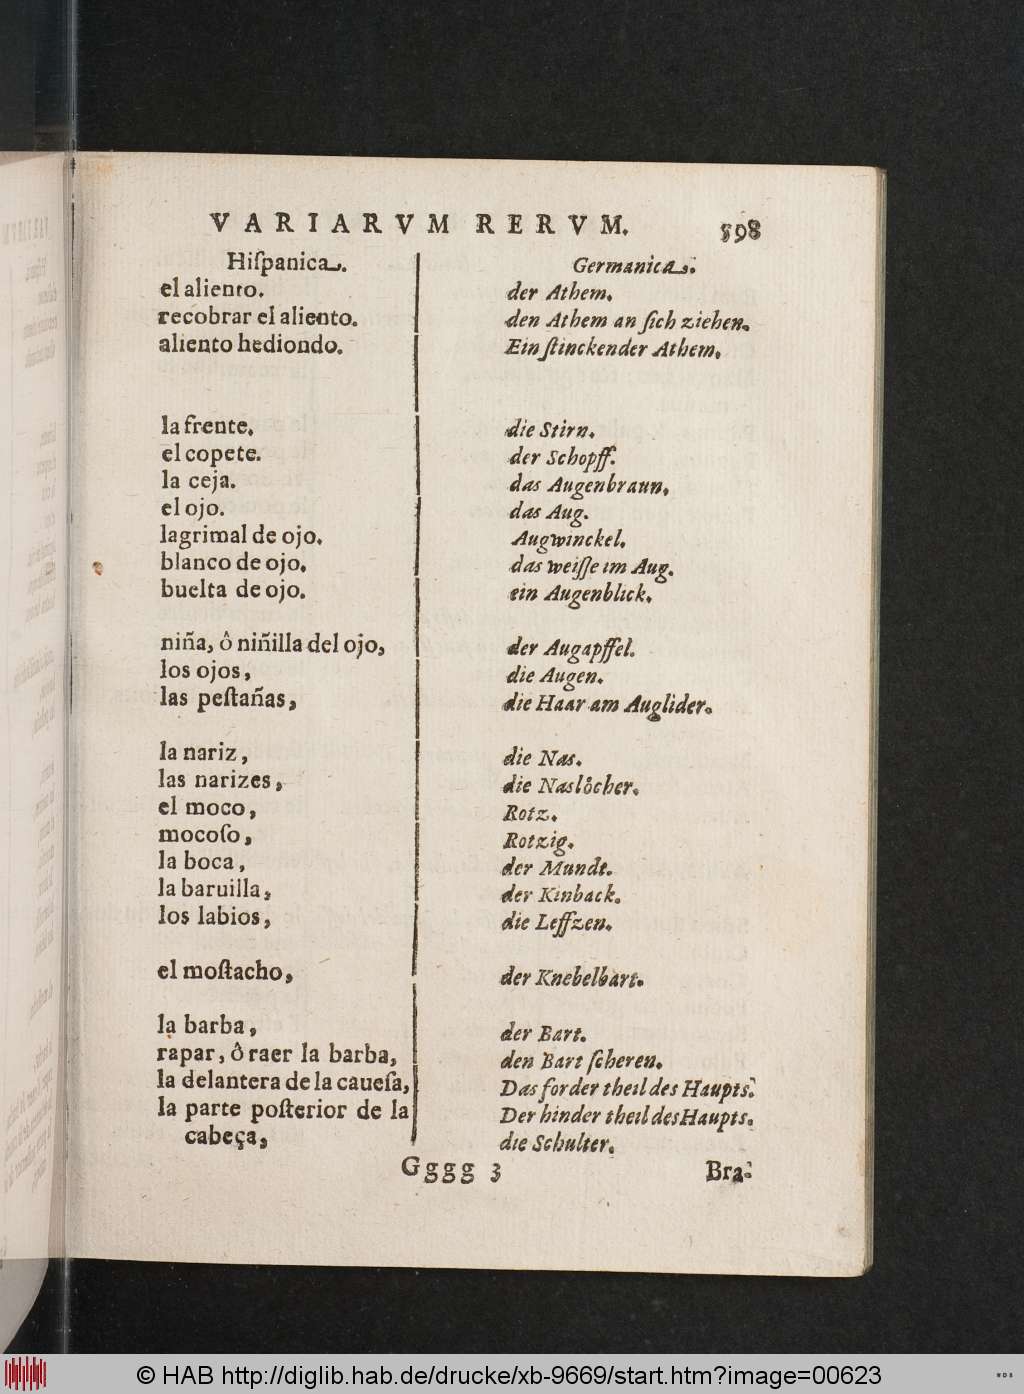 VARIARVM RERVM. 598
Hiſpanica. Germanica.
el aliento. der Athem.
recobrar el aliento. den Athem an ſich ziehen.
aliento hediondo. Ein ſtinckender Athem.
la frente. die Stirn.
el copete. der Schopff.
la ceja. das Augenbraun.
el ojo. das Aug.
lagrimal de ojo. Augwinckel.
blanco de ojo. das weiſſe im Aug.
buelta de ojo. ein Augenblick.
niña, ô niñilla del ojo, der Augapffel.
los ojos, die Augen.
las peſtañas, die Haar am Auglider.
la nariz, die Nas.
las narizes, die Naslőcher.
el moco, Rotz.
mocoſo, Rotzig.
la boca, der Mundt.
la baruilla, der Kinback.
los labios, die Leffzen.
el moſtacho, der Knebelbart.
la barba, der Bart.
rapar, ô raer la barba, den Bart ſcheren.
la delantera de la caueſa, Das forder theil des Haupts.
la parte poſterior de la Der hinder theil des Haupts.
cabeça, die Schulter.
Gggg 3 Bra-
© HAB http://diglib.hab.de/drucke/xb-9669/start.htm?image=00623